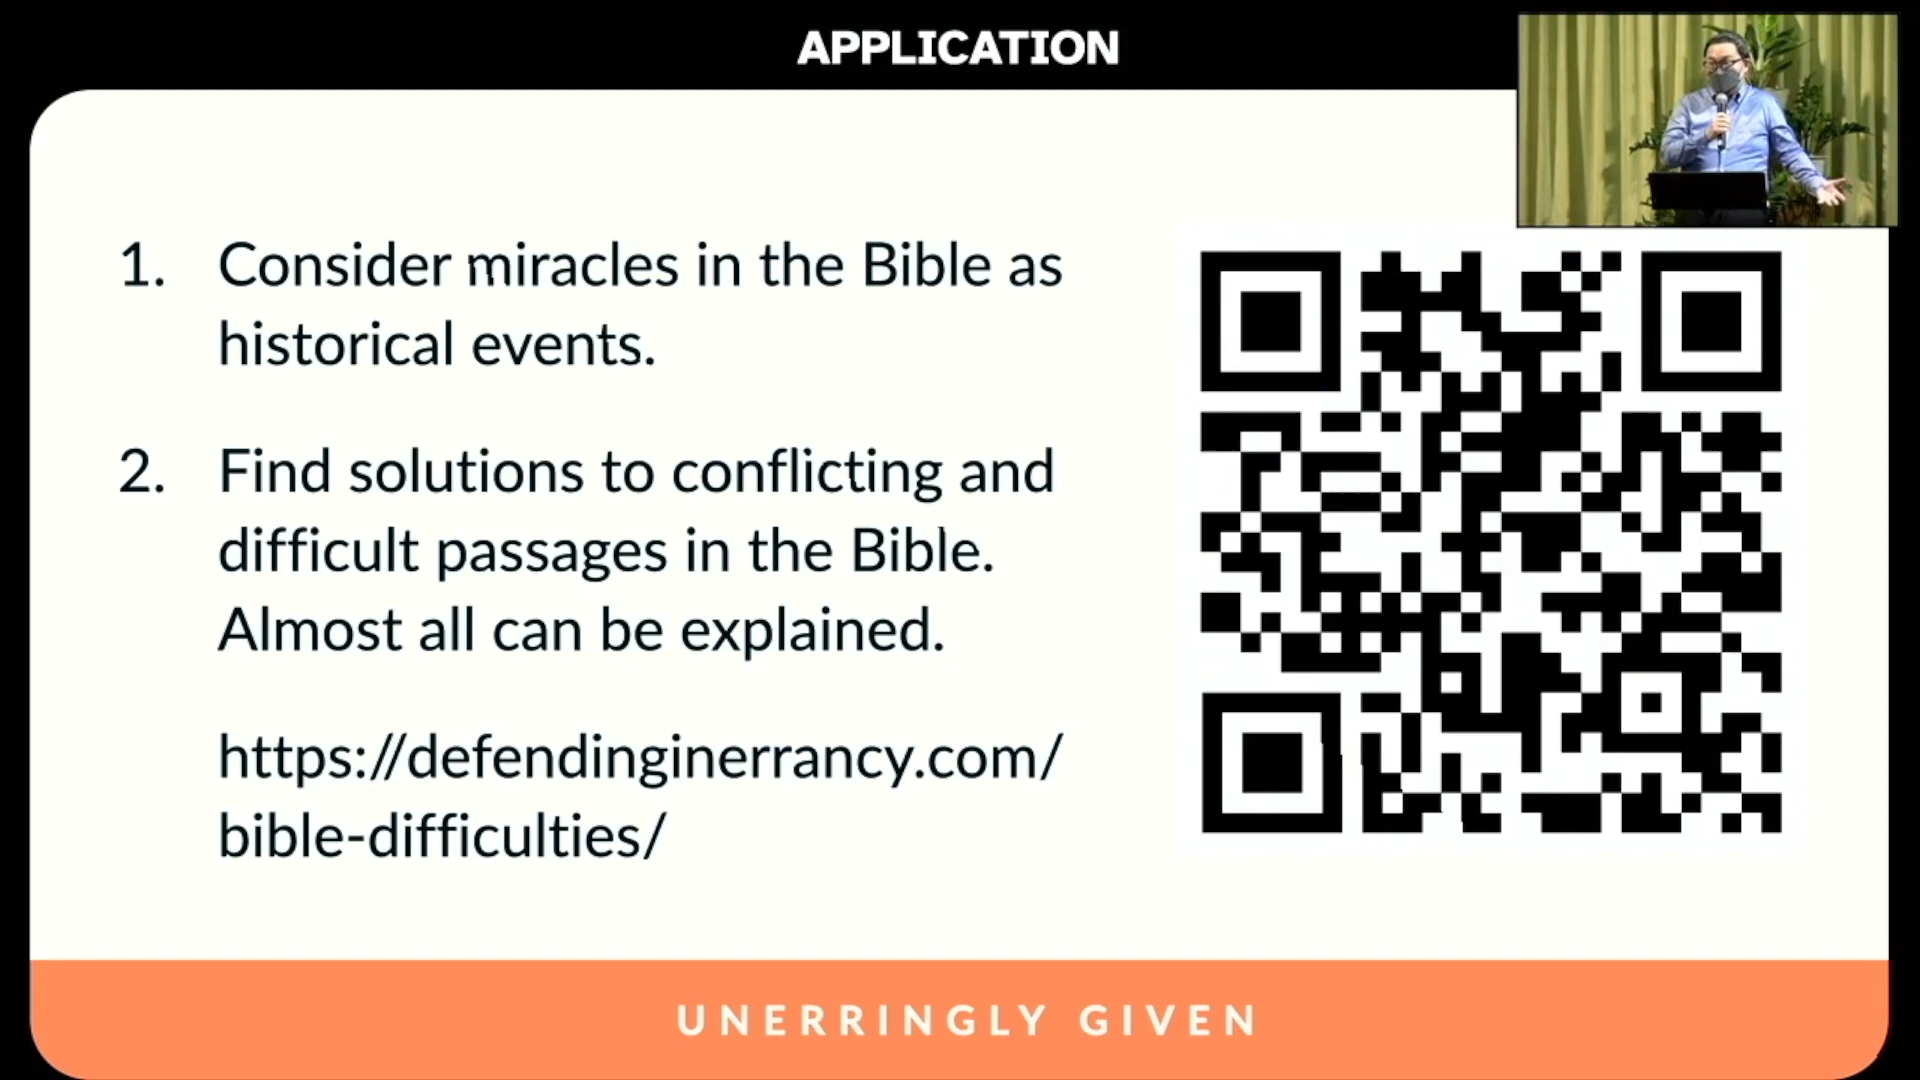 APPLICATION
1. Consider miracles in the Bible as
historical events.
2. Find solutions to conflicting and
difficult passages in the Bible.
Almost all can be explained.
https://defendinginerrancy.com/
bible-difficulties/
UNERRINGLY GIVEN